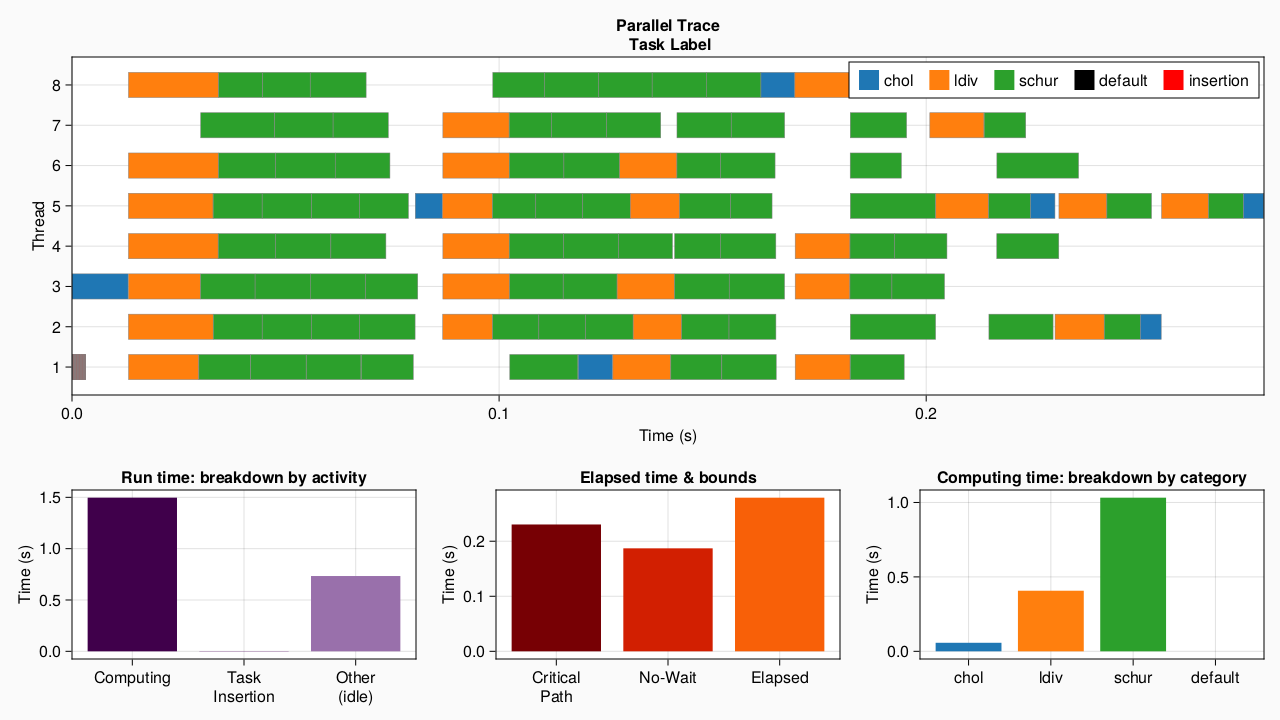 Parallel Trace
Task Label
chol
ldiv
schur
default
insertion
Thread
8
7
6
5
4
3
2
1
0.0
0.1
0.2
Time (s)
Run time: breakdown by activity
Time (s)
1.5
1.0
0.5
0.0
Computing
Task
Insertion
Other
(idle)
Elapsed time & bounds
Time (s)
0.2
0.1
0.0
Critical
Path
No-Wait
Elapsed
Computing time: breakdown by category
Time (s)
1.0
0.5
0.0
chol
ldiv
schur
default